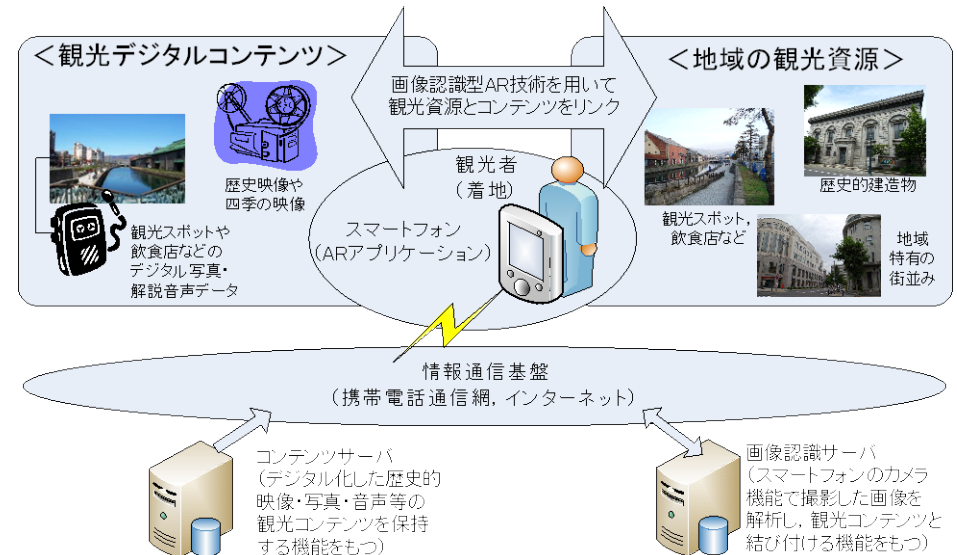 ＜観光デジタルコンテンツ＞
歴史映像や
四季の映像
観光スポットや
飲食店などの
デジタル写真・
解説音声データ
画像認識型AR技術を用いて
観光資源とコンテンツをリンク
観光者
（着地）
スマートフォン
（ARアプリケーション）
＜地域の観光資源＞
歴史的建造物
観光スポット，
飲食店など
地域
特有の
街並み
情報通信基盤
（携帯電話通信網，インターネット）
コンテンツサーバ
（デジタル化した歴史的
映像・写真・音声等の
観光コンテンツを保持
する機能をもつ）
画像認識サーバ
（スマートフォンのカメラ
機能で撮影した画像を
解析し，観光コンテンツと
結び付ける機能をもつ）